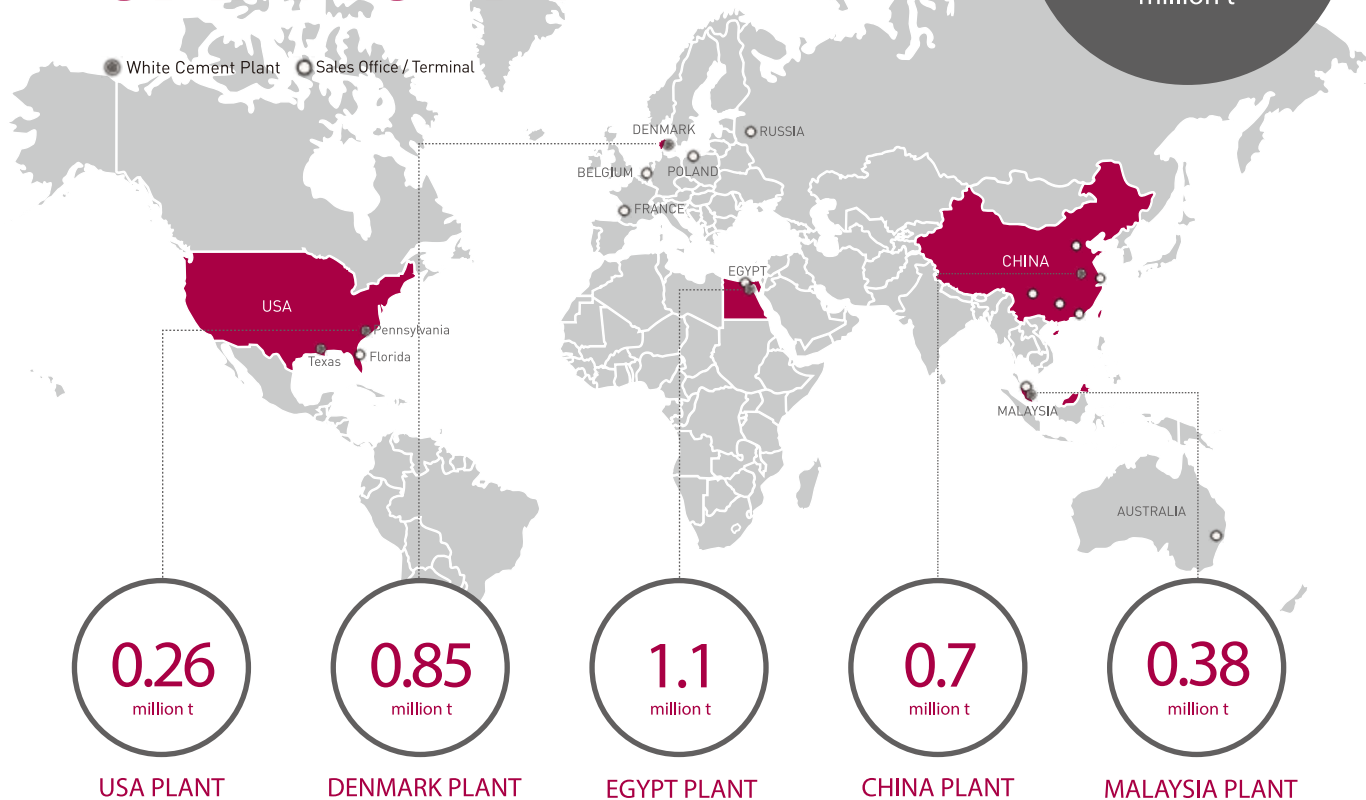 million t
White Cement Plant
Sales Office / Terminal
DENMARK
RUSSIA
BELGIUM
POLAND
FRANCE
EGYPT
CHINA
USA
Pennsylvania
Texas
Florida
MALAYSIA
AUSTRALIA
0.26
million t
0.85
million t
1.1
million t
0.7
million t
0.38
million t
USA PLANT
DENMARK PLANT
EGYPT PLANT
CHINA PLANT
MALAYSIA PLANT